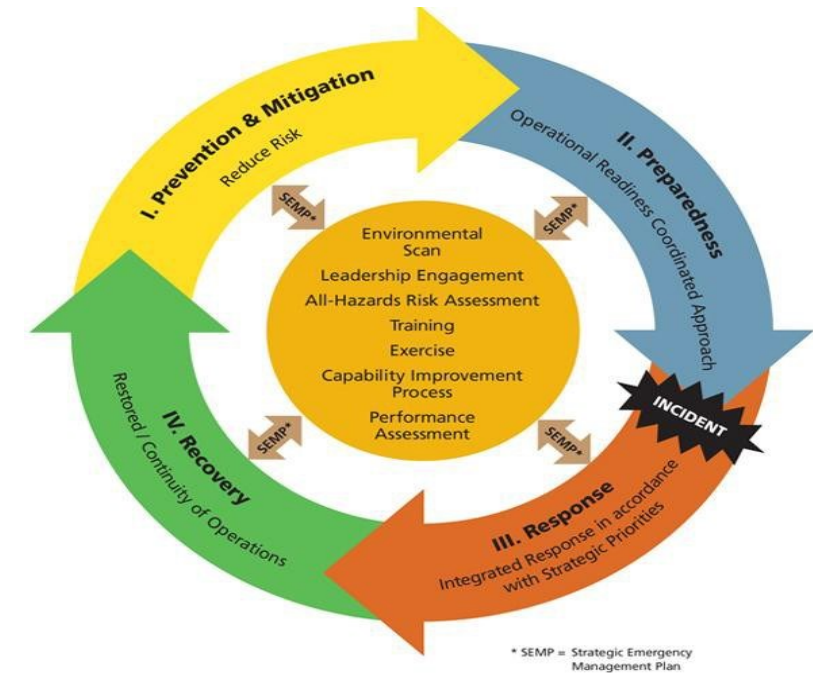 I. Prevention & Mitigation
Reduce Risk
II. Preparedness
Operational Readiness Coordinated Approach
SEMP*
SEMP*
Environmental
Scan
Leadership Engagement
All-Hazards Risk Assessment
Training
Exercise
Capability Improvement
Process
Performance
Assessment
INCIDENT
SEMP*
SEMP*
IV. Recovery
Restored / Continuity of Operations
III. Response
Integrated Response in accordance
with Strategic Priorities
* SEMP = Strategic Emergency
Management Plan